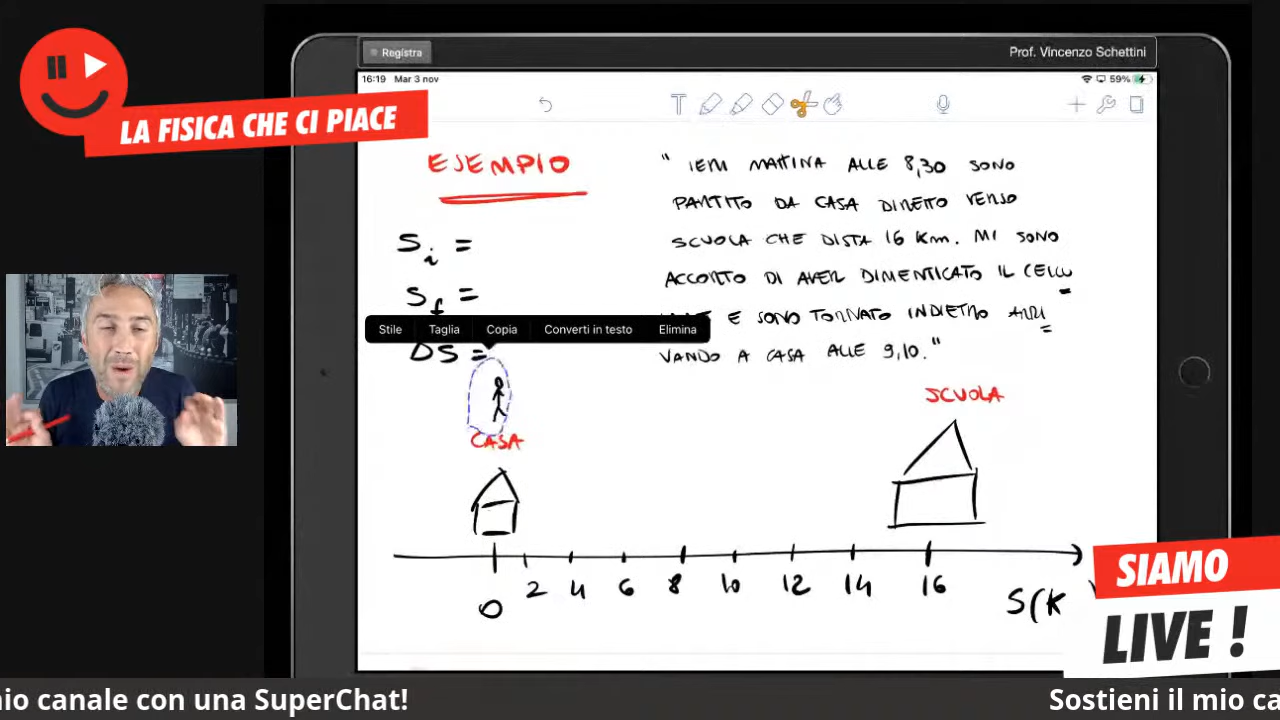 Registra
Prof. Vincenzo Schettini
16:19 Mar 3 nov
59%
LA FISICA CHE CI PIACE
T
ESEMPIO
Si =
Sf =
ΔS =
" IERI MATTINA ALLE 8,30 SONO
PARTITO DA CASA DIRETTO VERSO
SCUOLA CHE DISTA 16 Km. MI SONO
ACCORTO DI AVER DIMENTICATO IL CELLU
E SONO TORNATO INDIETRO ARRI
VANDO A CASA ALLE 9,10."
Stile Taglia Copia Converti in testo Elimina
CASA
SCUOLA
0 2 4 6 8 10 12 14 16
S(K
SIAMO
LIVE !
nio canale con una SuperChat!
Sostieni il mio ca